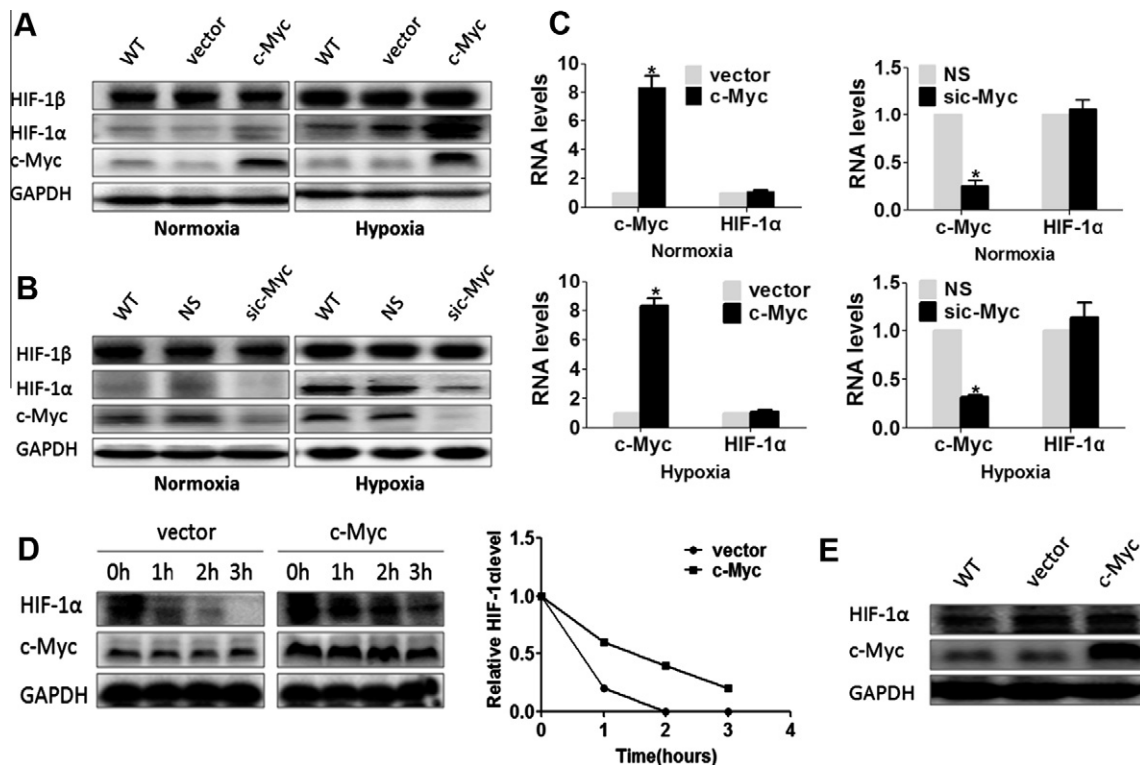 A
WT vector c-Myc WT vector c-Myc
HIF-1β
HIF-1α
c-Myc
GAPDH
Normoxia Hypoxia
B
WT NS sic-Myc WT NS sic-Myc
HIF-1β
HIF-1α
c-Myc
GAPDH
Normoxia Hypoxia
C
RNA levels
10
8
6
4
2
0
vector
c-Myc
c-Myc HIF-1α
Normoxia
*
RNA levels
1.5
1.0
0.5
0.0
NS
sic-Myc
c-Myc HIF-1α
Normoxia
*
RNA levels
10
8
6
4
2
0
vector
c-Myc
c-Myc HIF-1α
Hypoxia
*
RNA levels
1.5
1.0
0.5
0.0
NS
sic-Myc
c-Myc HIF-1α
Hypoxia
*
D
vector c-Myc
0h 1h 2h 3h 0h 1h 2h 3h
HIF-1α
c-Myc
GAPDH
Relative HIF-1αlevel
1.5
1.0
0.5
0.0
vector
c-Myc
0 1 2 3 4
Time(hours)
E
WT vector c-Myc
HIF-1α
c-Myc
GAPDH